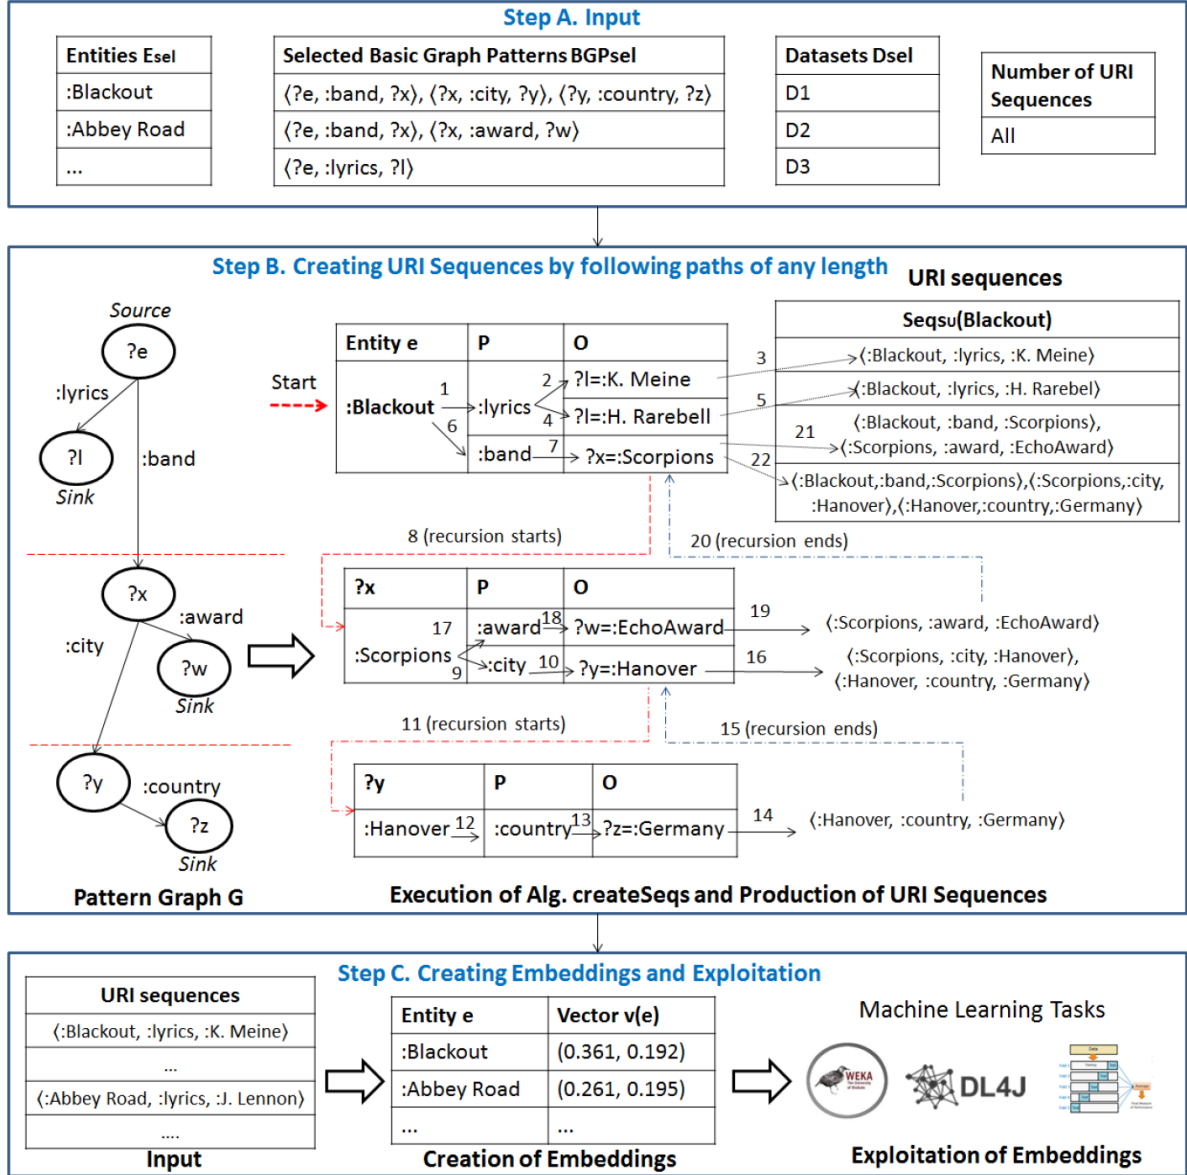 Step A. Input
Entities Esel
:Blackout
:Abbey Road
...
Selected Basic Graph Patterns BGPsel
⟨?e, :band, ?x⟩, ⟨?x, :city, ?y⟩, ⟨?y, :country, ?z⟩
⟨?e, :band, ?x⟩, ⟨?x, :award, ?w⟩
⟨?e, :lyrics, ?l⟩
Datasets Dsel
D1
D2
D3
Number of URI
Sequences
All
Step B. Creating URI Sequences by following paths of any length
Source
?e
:lyrics
?l
Sink
:band
?x
:award
:city
?w
Sink
?y
:country
?z
Sink
Pattern Graph G
Start
Entity e
P
O
:Blackout
1
:lyrics
2
?l=:K. Meine
4
?l=:H. Rarebell
6
:band
7
?x=:Scorpions
3
5
21
22
URI sequences
Seqsu(Blackout)
⟨:Blackout, :lyrics, :K. Meine⟩
⟨:Blackout, :lyrics, :H. Rarebel⟩
⟨:Blackout, :band, :Scorpions⟩,
⟨:Scorpions, :award, :EchoAward⟩
⟨:Blackout,:band,:Scorpions⟩,⟨:Scorpions,:city,
:Hanover⟩,⟨:Hanover,:country,:Germany⟩
8 (recursion starts)
20 (recursion ends)
?x
P
O
:Scorpions
17
:award
18
?w=:EchoAward
19
⟨:Scorpions, :award, :EchoAward⟩
9
:city
10
?y=:Hanover
16
⟨:Scorpions, :city, :Hanover⟩,
⟨:Hanover, :country, :Germany⟩
11 (recursion starts)
15 (recursion ends)
?y
P
O
:Hanover
12
:country
13
?z=:Germany
14
⟨:Hanover, :country, :Germany⟩
Execution of Alg. createSeqs and Production of URI Sequences
Step C. Creating Embeddings and Exploitation
URI sequences
⟨:Blackout, :lyrics, :K. Meine⟩
...
⟨:Abbey Road, :lyrics, :J. Lennon⟩
....
Input
Entity e
Vector v(e)
:Blackout
(0.361, 0.192)
:Abbey Road
(0.261, 0.195)
...
...
Creation of Embeddings
Machine Learning Tasks
WEKA
The University
of Waikato
DL4J
Data
Exploitation of Embeddings